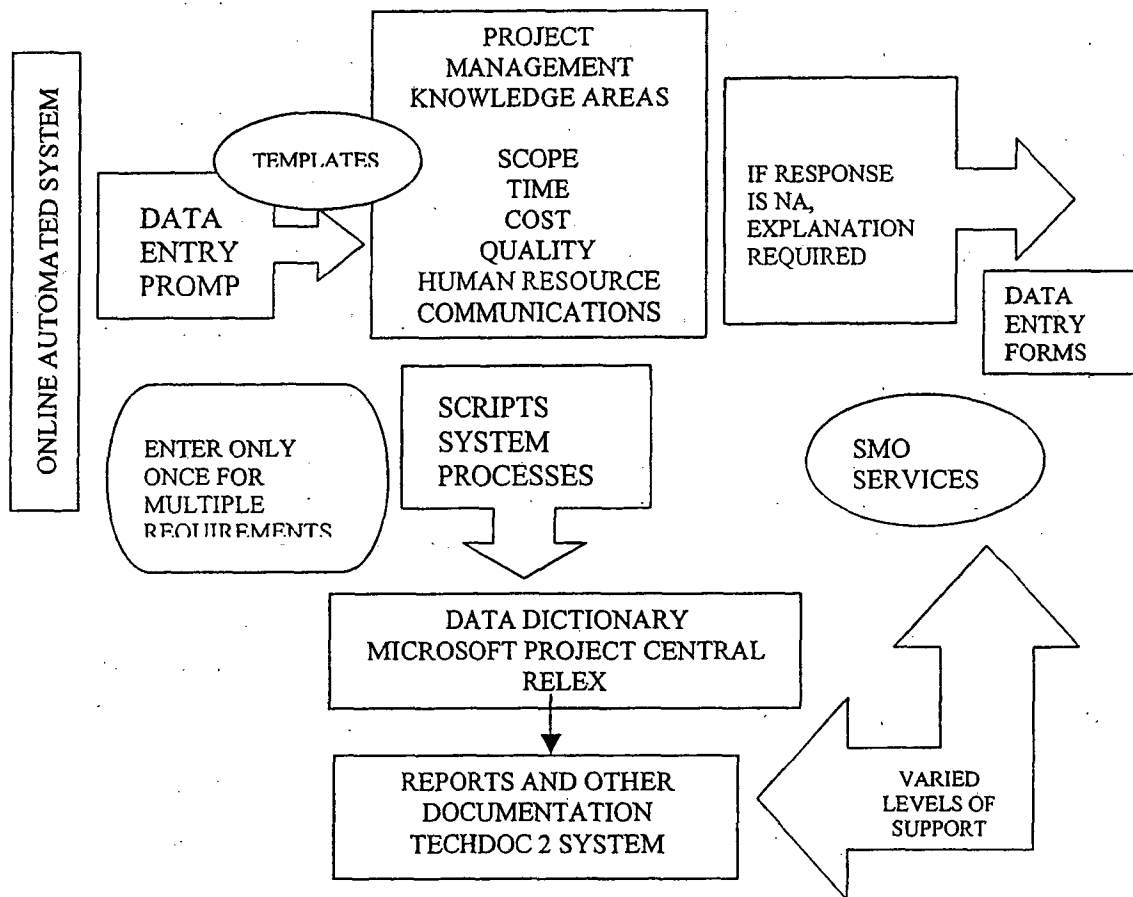 ONLINE AUTOMATED SYSTEM
TEMPLATES
DATA
ENTRY
PROMP
PROJECT
MANAGEMENT
KNOWLEDGE AREAS
SCOPE
TIME
COST
QUALITY
HUMAN RESOURCE
COMMUNICATIONS
IF RESPONSE
IS NA,
EXPLANATION
REQUIRED
DATA
ENTRY
FORMS
ENTER ONLY
ONCE FOR
MULTIPLE
REQUIREMENTS
SCRIPTS
SYSTEM
PROCESSES
SMO
SERVICES
DATA DICTIONARY
MICROSOFT PROJECT CENTRAL
RELEX
REPORTS AND OTHER
DOCUMENTATION
TECHDOC 2 SYSTEM
VARIED
LEVELS OF
SUPPORT